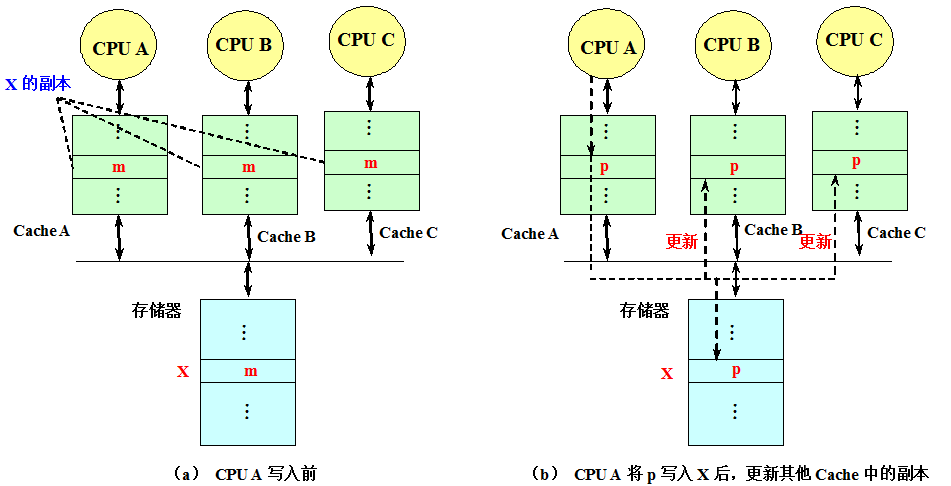 CPU A
CPU B
CPU C
X 的副本
⋮
⋮
⋮
m
m
m
⋮
⋮
⋮
Cache A
Cache B
Cache C
存储器
⋮
X
m
⋮
(a) CPU A 写入前
CPU A
CPU B
CPU C
⋮
⋮
⋮
p
p
p
⋮
⋮
⋮
Cache A
更新
Cache B
更新
Cache C
存储器
⋮
X
p
⋮
(b) CPU A 将 p 写入 X 后，更新其他 Cache 中的副本